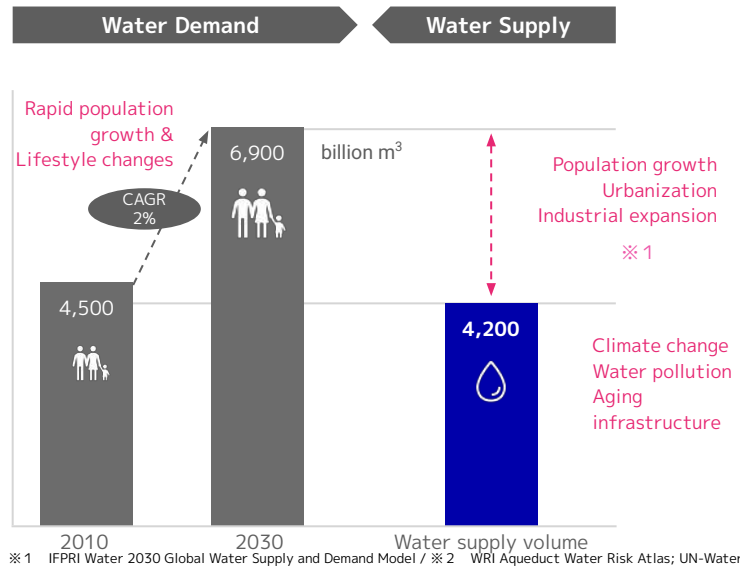 Water Demand
Water Supply
Rapid population
growth &
Lifestyle changes
CAGR
2%
6,900
billion m³
Population growth
Urbanization
Industrial expansion
※1
4,500
4,200
Climate change
Water pollution
Aging
infrastructure
2010
2030
Water supply volume
※1 IFPRI Water 2030 Global Water Supply and Demand Model / ※2 WRI Aqueduct Water Risk Atlas; UN-Water